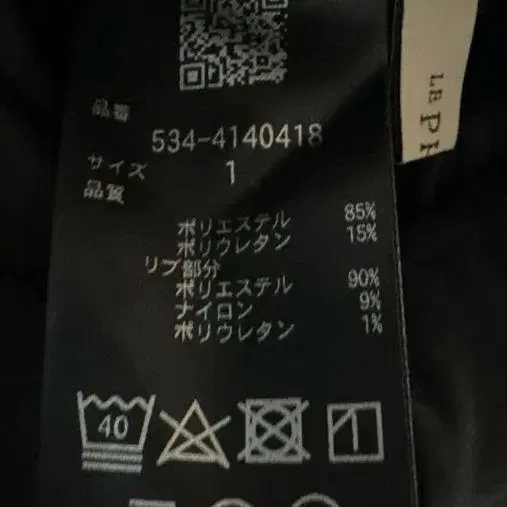 品番
534-4140418
サイズ 1
品質
ポリエステル 85%
ポリウレタン 15%
リブ部分
ポリエステル 90%
ナイロン 9%
ポリウレタン 1%
40
LE